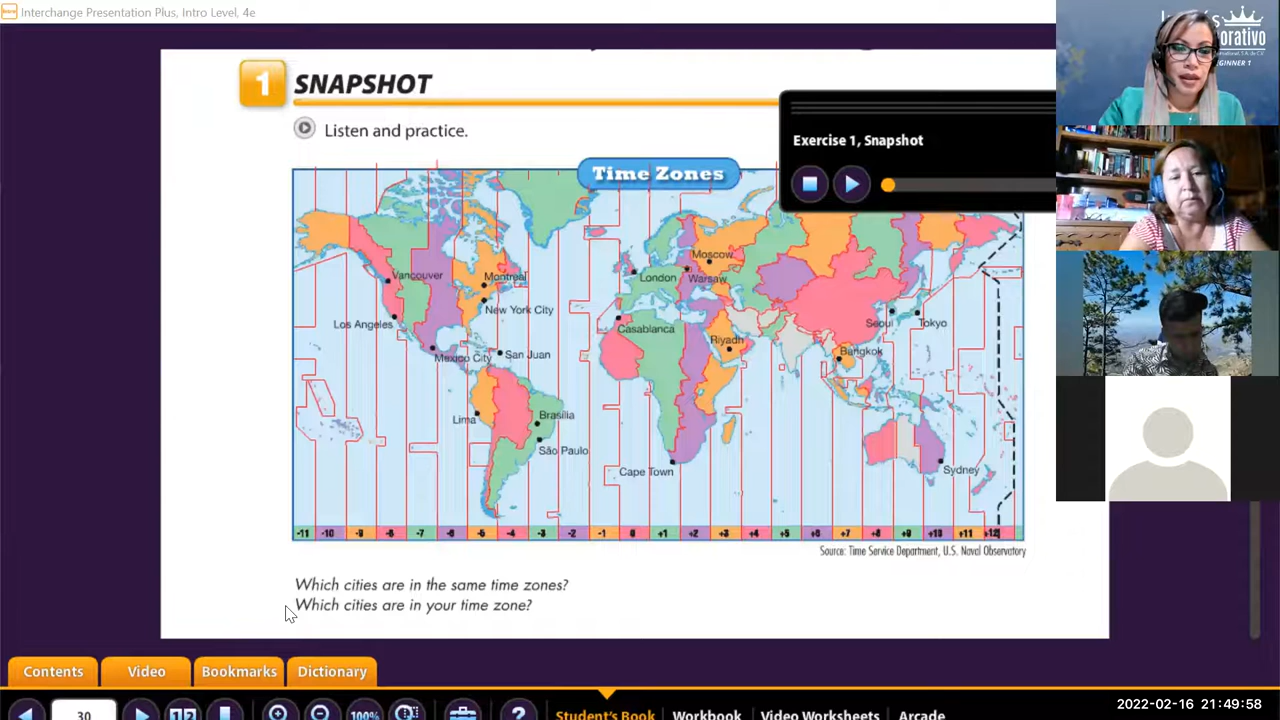 Interchange Presentation Plus, Intro Level, 4e
orativo
GINNER 1
1 SNAPSHOT
Listen and practice.
Exercise 1, Snapshot
Time Zones
Moscow
Vancouver
Montreal
London
Warsaw
New York City
Los Angeles
Casablanca
Seoul
Tokyo
Riyadh
Mexico City
San Juan
Bangkok
Lima
Brasília
São Paulo
Cape Town
Sydney
-11 -10 -9 -8 -7 -6 -5 -4 -3 -2 -1 0 +1 +2 +3 +4 +5 +6 +7 +8 +9 +10 +11 +12
Source: Time Service Department, U.S. Naval Observatory
Which cities are in the same time zones?
Which cities are in your time zone?
Contents Video Bookmarks Dictionary
30 1 2 100% ? Student's Book Workbook Video Worksheets Arcade
2022-02-16 21:49:58